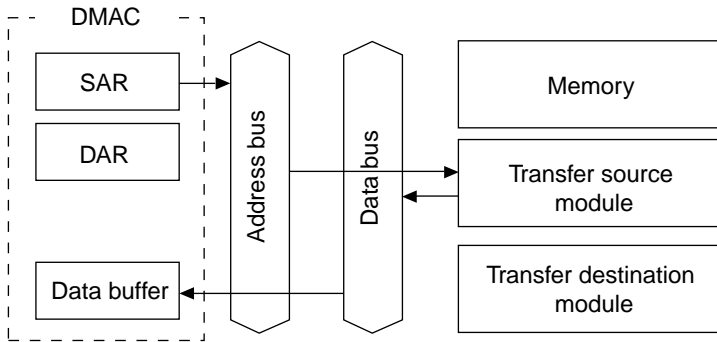 DMAC
SAR
DAR
Data buffer
Address bus
Data bus
Memory
Transfer source
module
Transfer destination
module